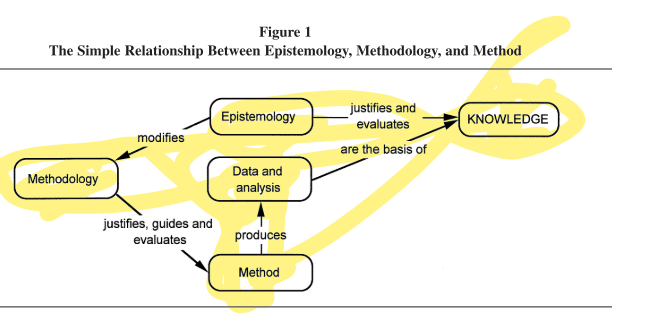 Figure 1
The Simple Relationship Between Epistemology, Methodology, and Method
Epistemology
justifies and
evaluates
KNOWLEDGE
modifies
are the basis of
Methodology
Data and
analysis
justifies, guides and
evaluates
produces
Method